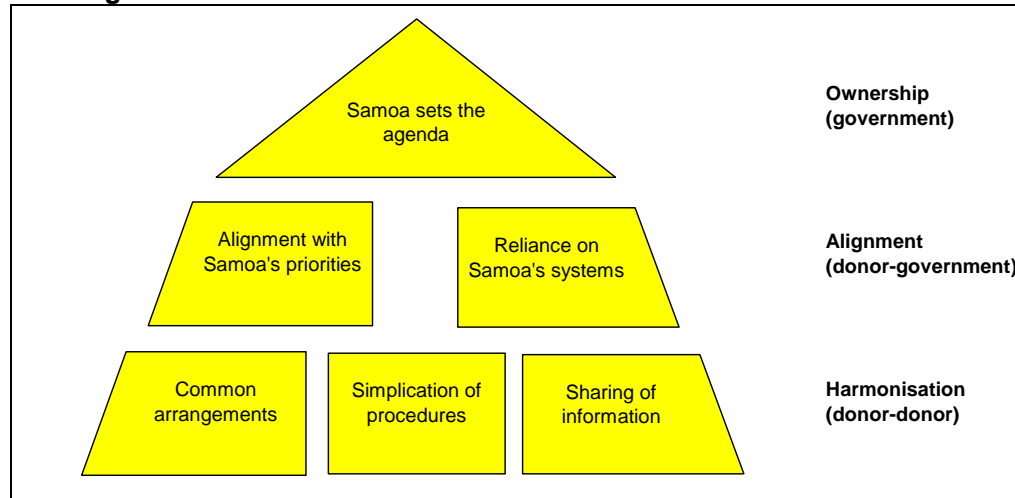 Samoa sets the
agenda
Ownership
(government)
Alignment with
Samoa's priorities
Reliance on
Samoa's systems
Alignment
(donor-government)
Common
arrangements
Simplication of
procedures
Sharing of
information
Harmonisation
(donor-donor)